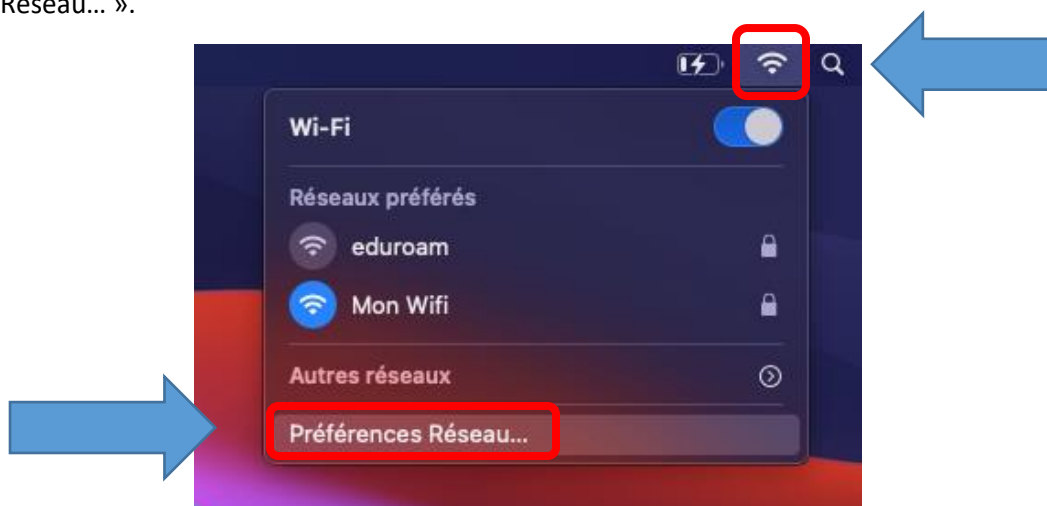 Réseau… ».
Wi-Fi
Réseaux préférés
eduroam
Mon Wifi
Autres réseaux
Préférences Réseau...